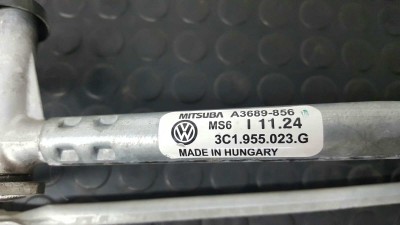 MITSUBA A3689-856
MS6 I 11.24
3C1.955.023.G
MADE IN HUNGARY